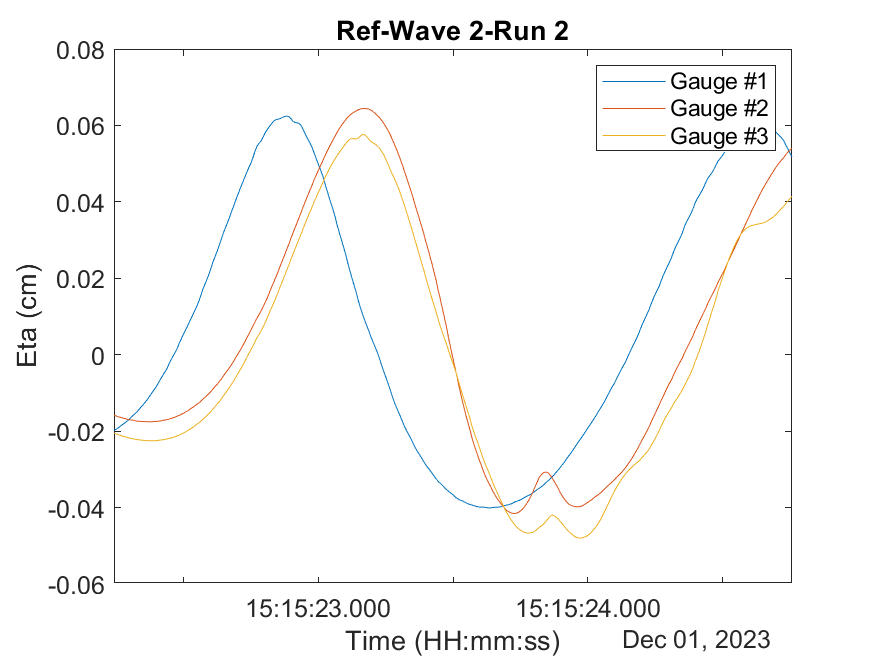 Ref-Wave 2-Run 2
0.08
0.06
0.04
0.02
0
-0.02
-0.04
-0.06
Eta (cm)
Gauge #1
Gauge #2
Gauge #3
15:15:23.000
15:15:24.000
Time (HH:mm:ss)
Dec 01, 2023